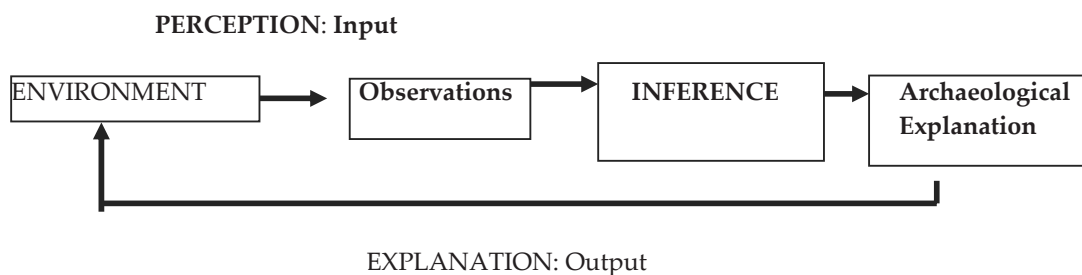 PERCEPTION: Input
ENVIRONMENT
Observations
INFERENCE
Archaeological
Explanation
EXPLANATION: Output